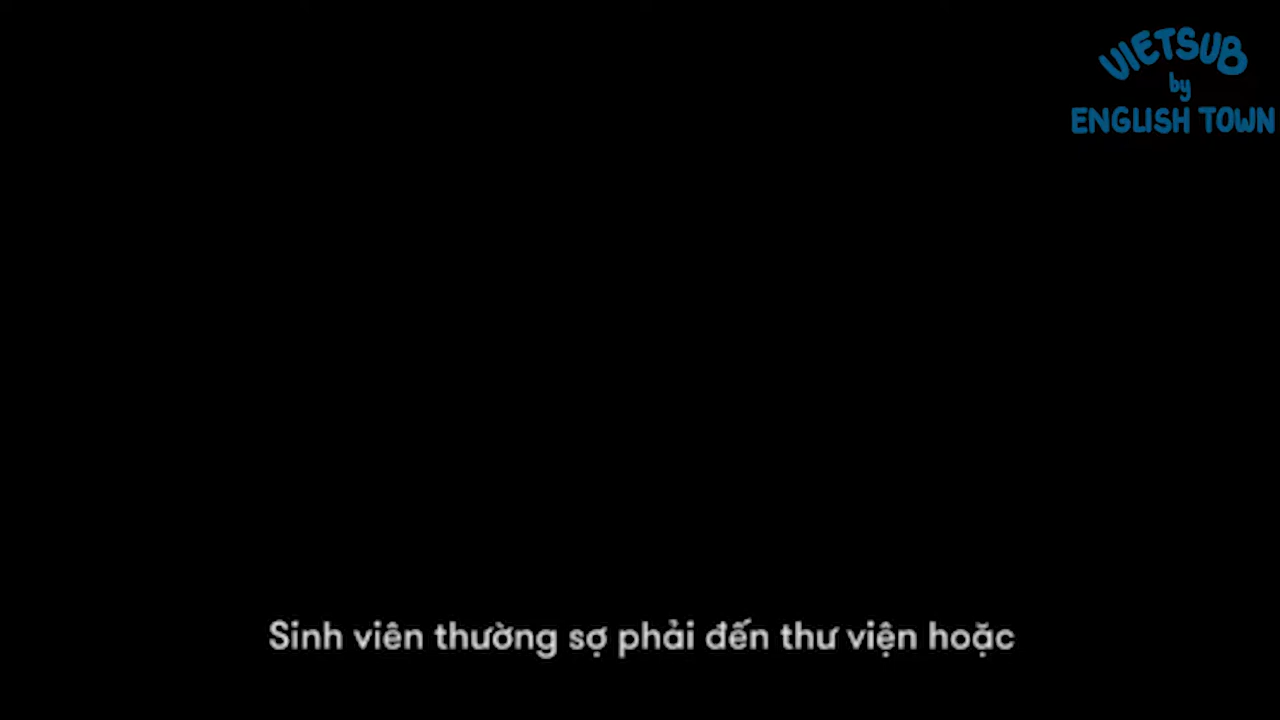 VIETSUB
by
ENGLISH TOWN
Sinh viên thường sợ phải đến thư viện hoặc